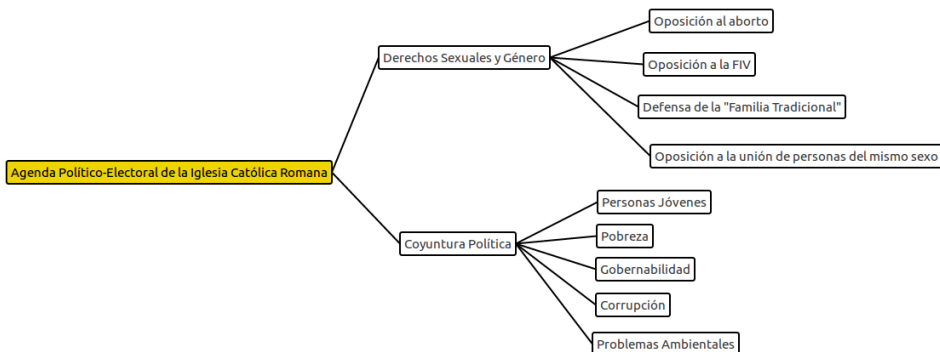 Agenda Político-Electoral de la Iglesia Católica Romana
Derechos Sexuales y Género
Oposición al aborto
Oposición a la FIV
Defensa de la "Familia Tradicional"
Oposición a la unión de personas del mismo sexo
Coyuntura Política
Personas Jóvenes
Pobreza
Gobernabilidad
Corrupción
Problemas Ambientales